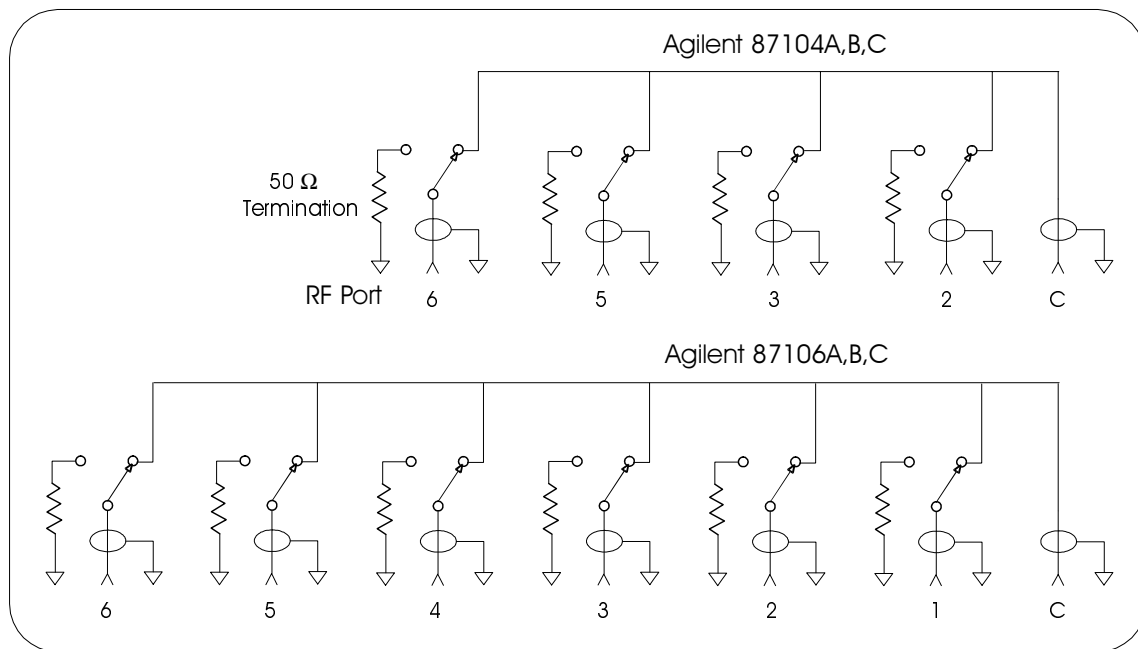 Agilent 87104A,B,C
50 Ω
Termination
RF Port 6 5 3 2 C
Agilent 87106A,B,C
6 5 4 3 2 1 C